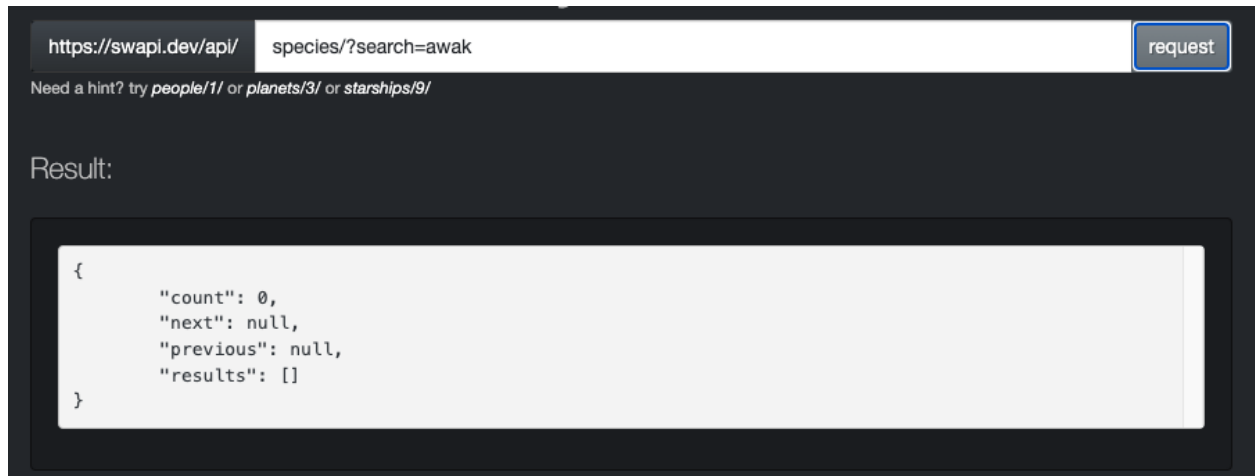 https://swapi.dev/api/ species/?search=awak request
Need a hint? try people/1/ or planets/3/ or starships/9/
Result:
{
"count": 0,
"next": null,
"previous": null,
"results": []
}